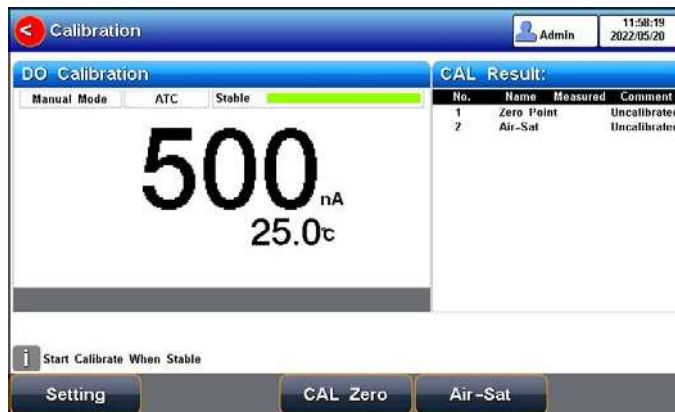 < Calibration
Admin
11:58:19
2022/05/20
DO Calibration
Manual Mode ATC Stable
500 nA
25.0℃
CAL Result:
No. Name Measured Comment
1 Zero Point Uncalibrated
2 Air-Sat Uncalibrated
i Start Calibrate When Stable
Setting CAL Zero Air-Sat